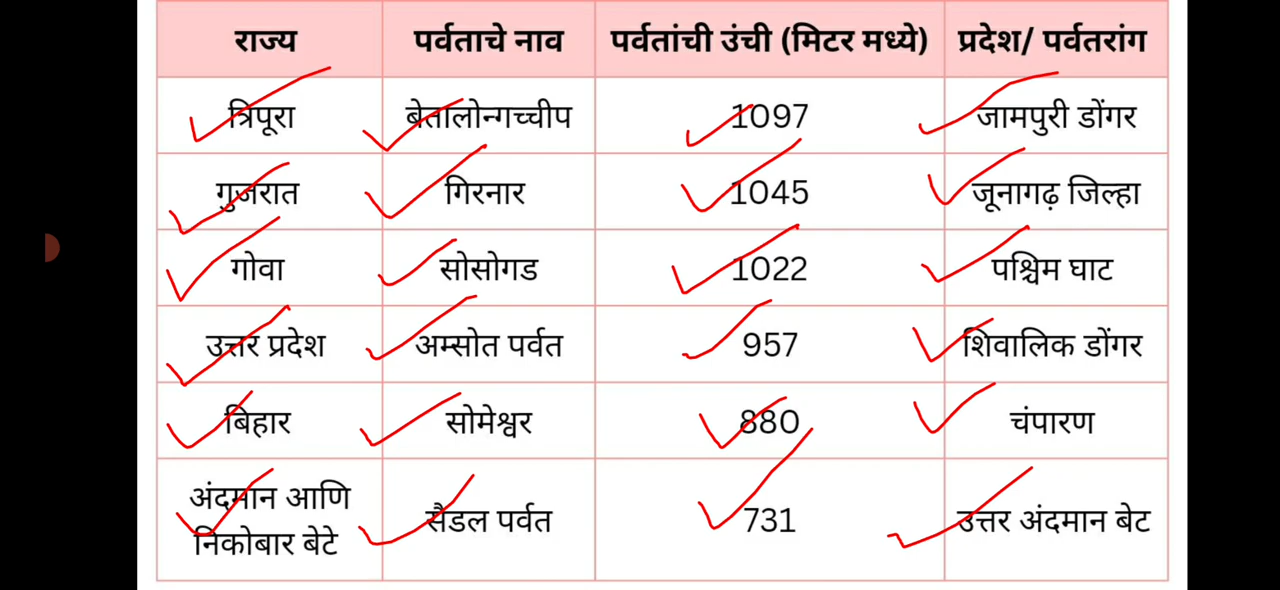 राज्य पर्वताचे नाव पर्वतांची उंची (मिटर मध्ये) प्रदेश/ पर्वतरांग
त्रिपूरा बेतालोन्गच्चीप 1097 जामपुरी डोंगर
गुजरात गिरनार 1045 जूनागढ़ जिल्हा
गोवा सोसोगड 1022 पश्चिम घाट
उत्तर प्रदेश अम्सोत पर्वत 957 शिवालिक डोंगर
बिहार सोमेश्वर 880 चंपारण
अंदमान आणि
निकोबार बेटे सैडल पर्वत 731 उत्तर अंदमान बेट